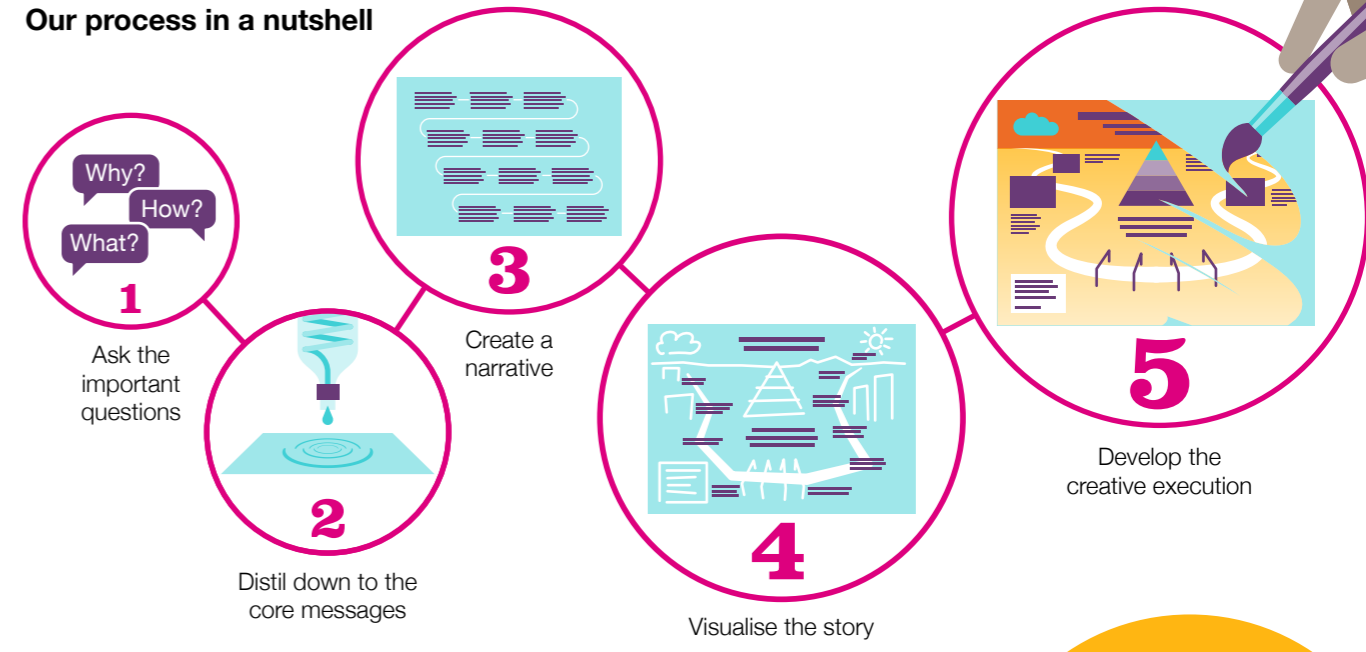 Our process in a nutshell
Why?
How?
What?
1
Ask the
important
questions
2
Distil down to the
core messages
3
Create a
narrative
4
Visualise the story
5
Develop the
creative execution